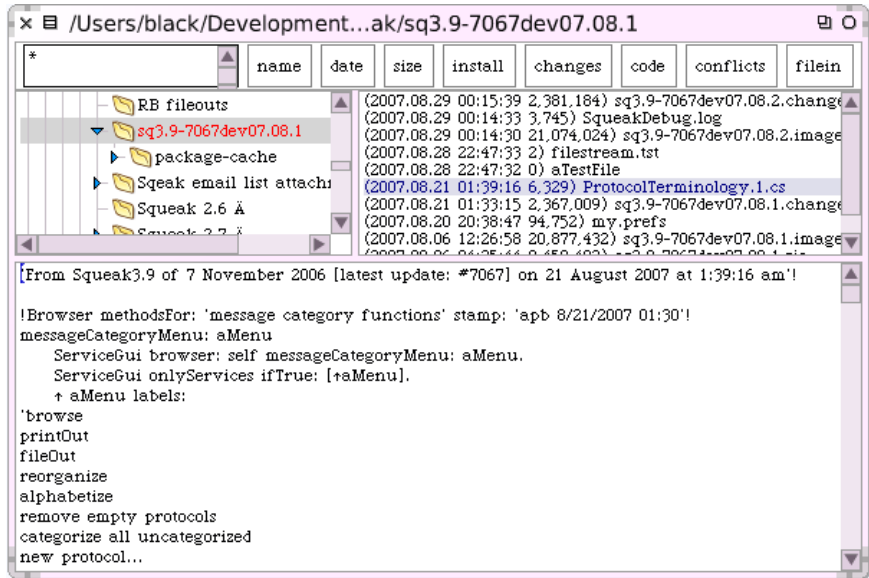 /Users/black/Development...ak/sq3.9-7067dev07.08.1
*
name date size install changes code conflicts filein
RB fileouts
sq3.9-7067dev07.08.1
package-cache
Sqeak email list attach
Squeak 2.6 Ä
Squeak 2.7 Ä
(2007.08.29 00:15:39 2,381,184) sq3.9-7067dev07.08.2.change
(2007.08.29 00:14:33 3,745) SqueakDebug.log
(2007.08.29 00:14:30 21,074,024) sq3.9-7067dev07.08.2.image
(2007.08.28 22:47:33 2) filestream.tst
(2007.08.28 22:47:32 0) aTestFile
(2007.08.21 01:39:16 6,329) ProtocolTerminology.1.cs
(2007.08.21 01:33:15 2,367,009) sq3.9-7067dev07.08.1.change
(2007.08.20 20:38:47 94,752) my.prefs
(2007.08.06 12:26:58 20,877,432) sq3.9-7067dev07.08.1.image
'From Squeak3.9 of 7 November 2006 [latest update: #7067] on 21 August 2007 at 1:39:16 am'!
!Browser methodsFor: 'message category functions' stamp: 'apb 8/21/2007 01:30'!
messageCategoryMenu: aMenu
ServiceGui browser: self messageCategoryMenu: aMenu.
ServiceGui onlyServices ifTrue: [↑aMenu].
↑ aMenu labels:
'browse
printOut
fileOut
reorganize
alphabetize
remove empty protocols
categorize all uncategorized
new protocol...